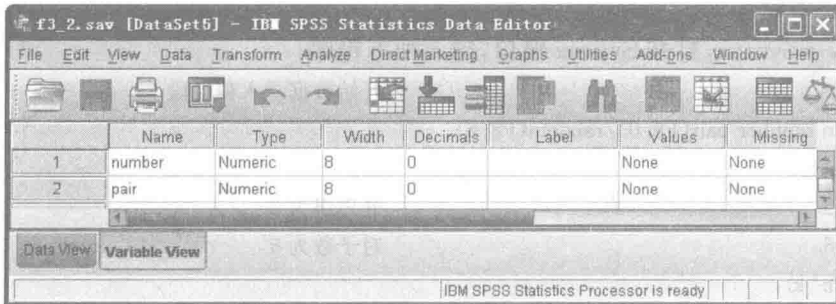 f3_2.sav [DataSet5] - IBM SPSS Statistics Data Editor
File Edit View Data Transform Analyze Direct Marketing Graphs Utilities Add-ons Window Help
Name Type Width Decimals Label Values Missing
1 number Numeric 8 0 None None
2 pair Numeric 8 0 None None
Data View Variable View
IBM SPSS Statistics Processor is ready